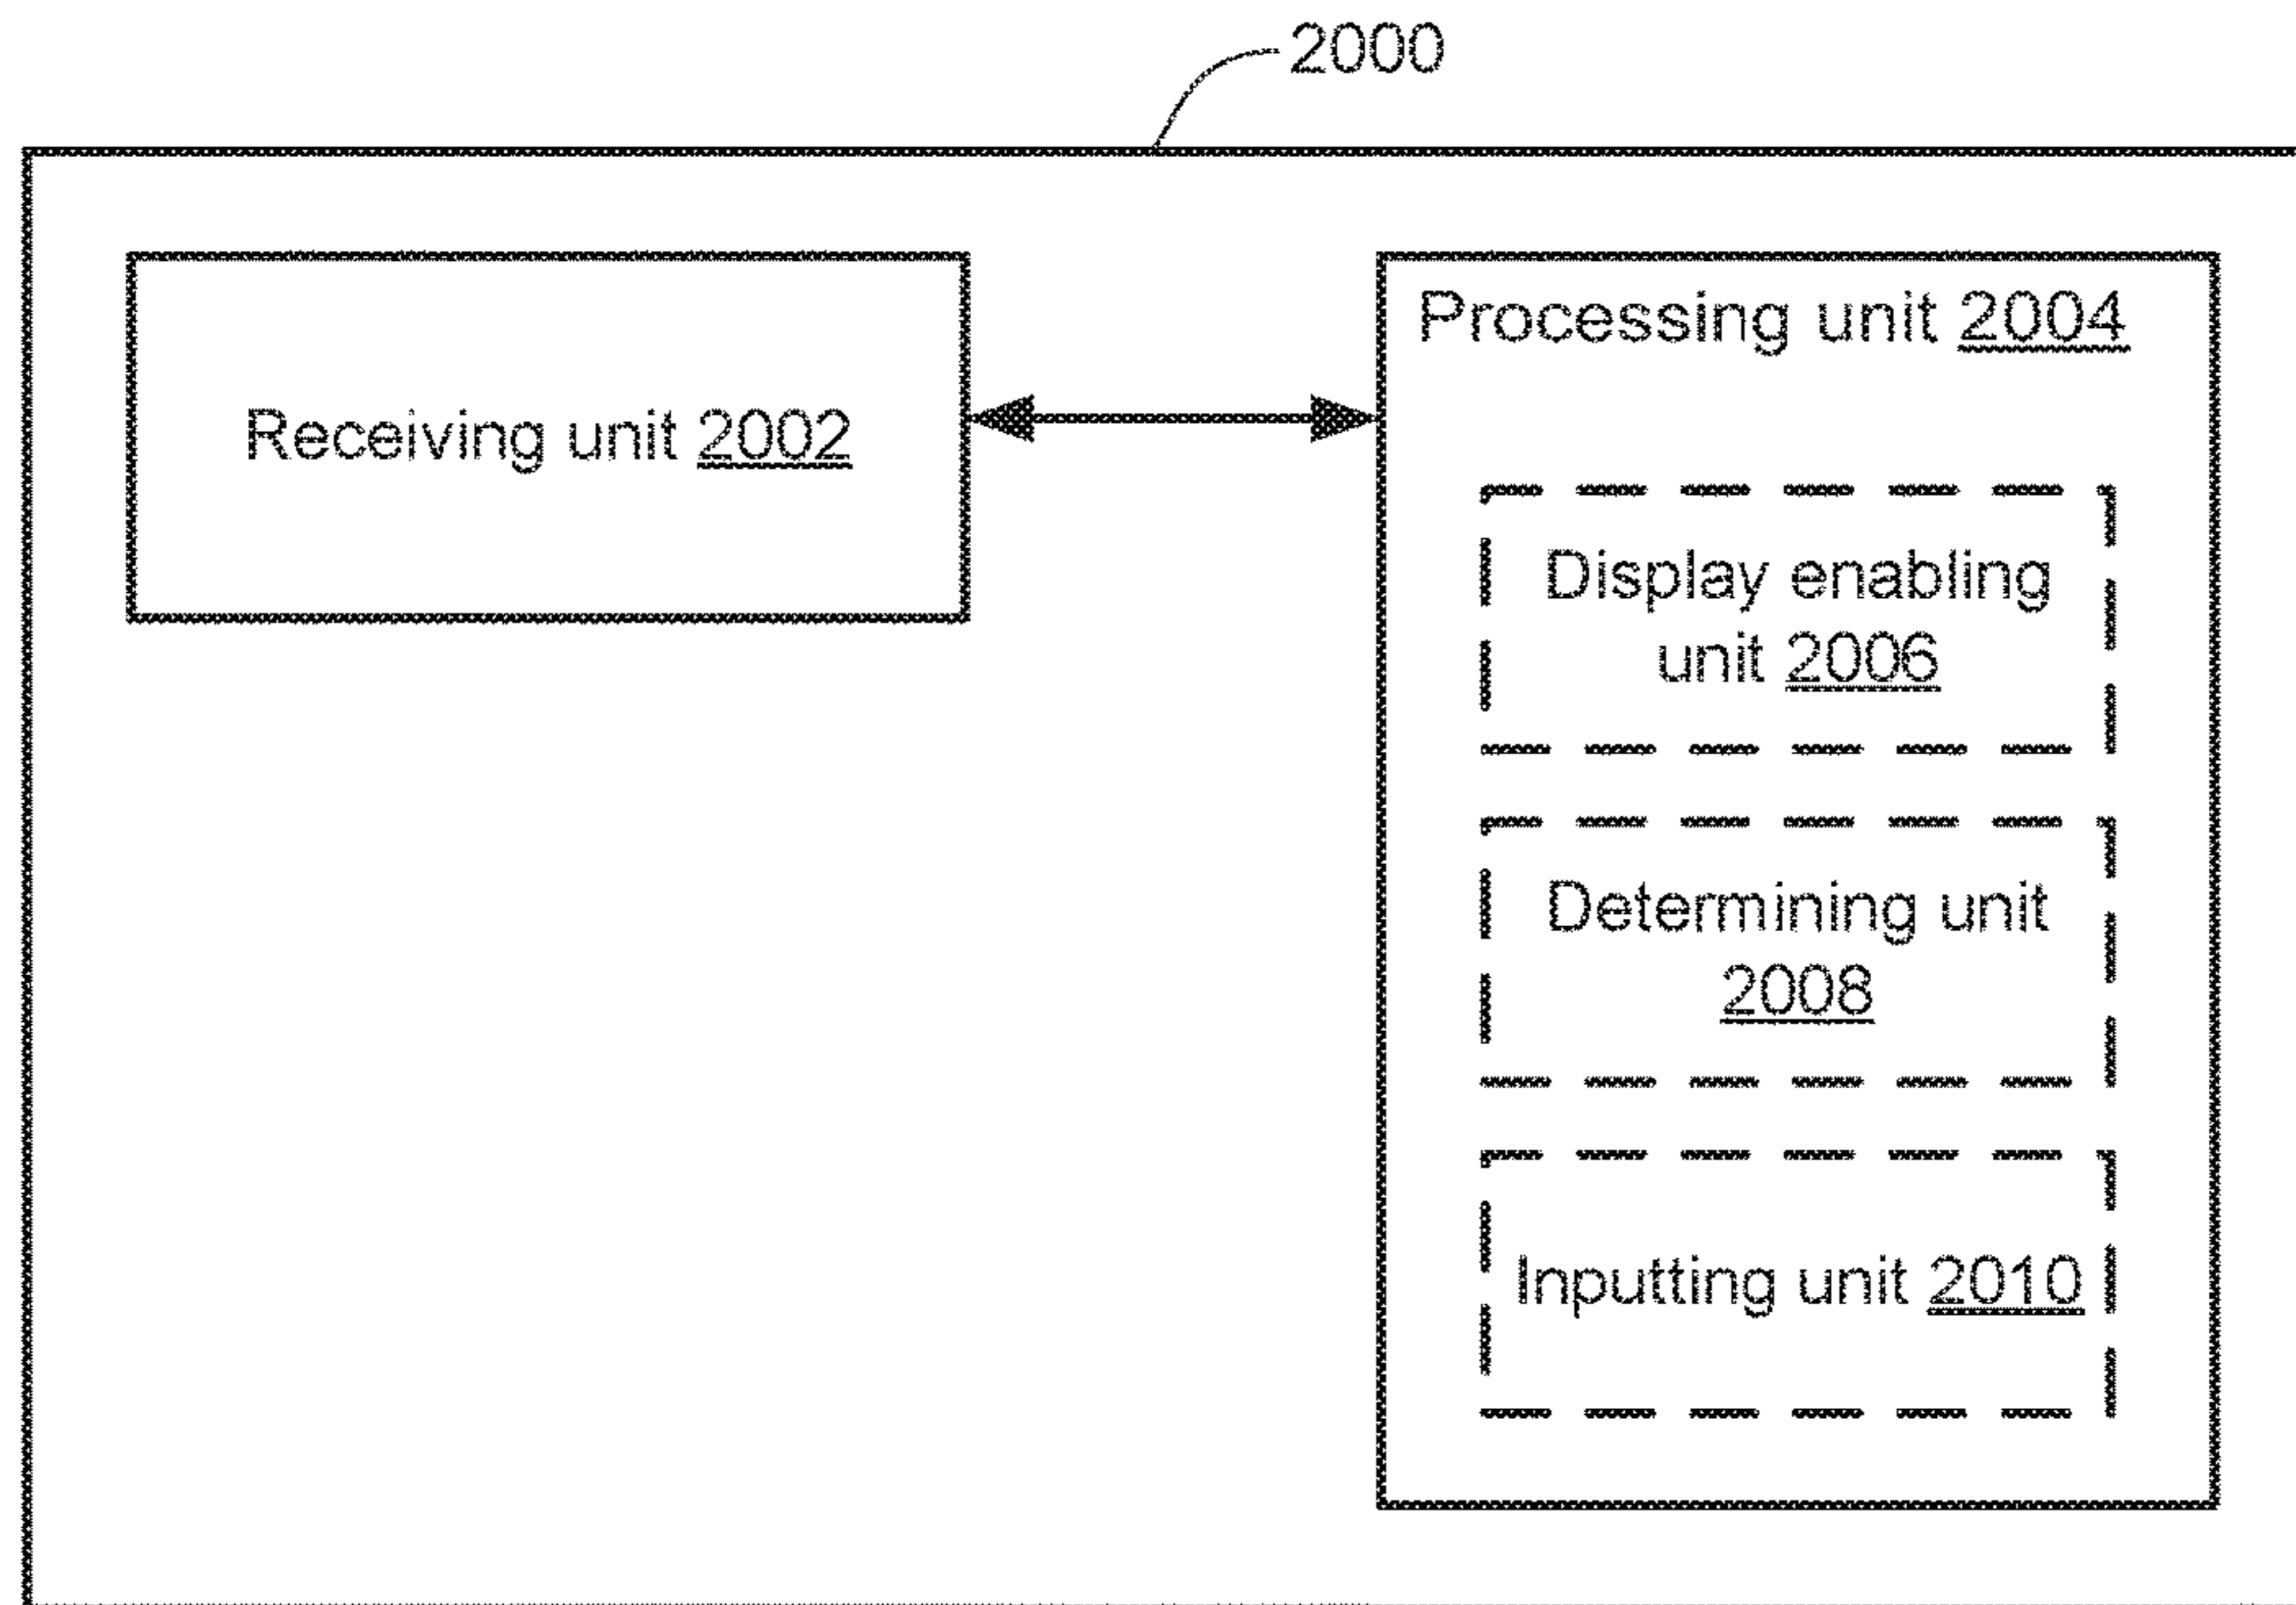 2000
Receiving unit 2002
Processing unit 2004
Display enabling
unit 2006
Determining unit
2008
Inputting unit 2010